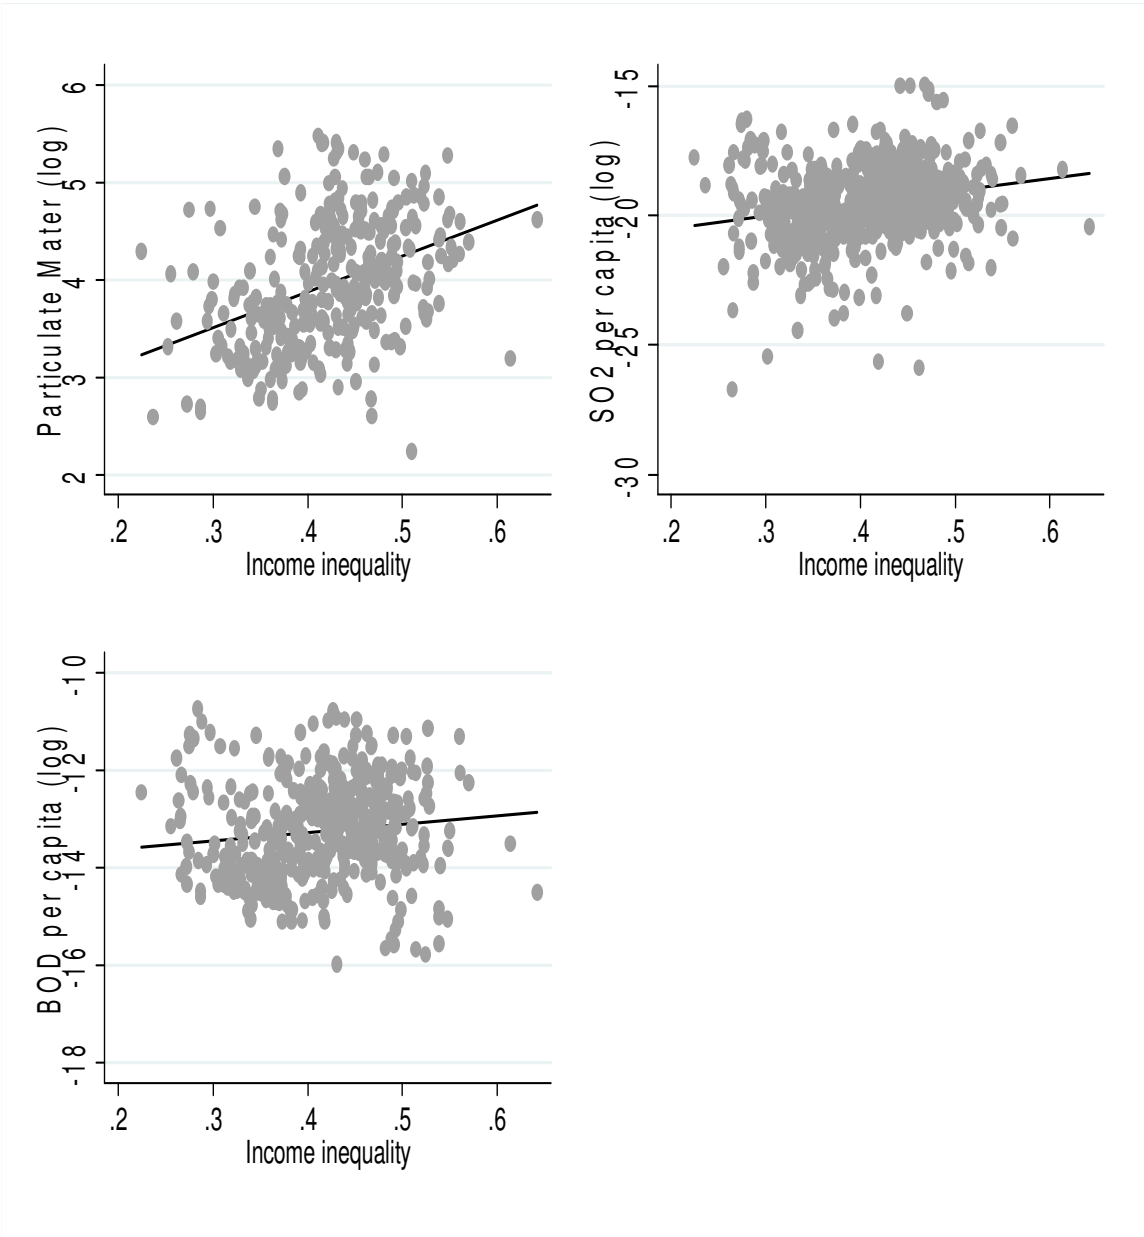 Particulate Mater (log)
6
5
4
3
2
.2 .3 .4 .5 .6
Income inequality
SO2 per capita (log)
-15
-20
-25
-30
.2 .3 .4 .5 .6
Income inequality
BOD per capita (log)
-10
-12
-14
-16
-18
.2 .3 .4 .5 .6
Income inequality